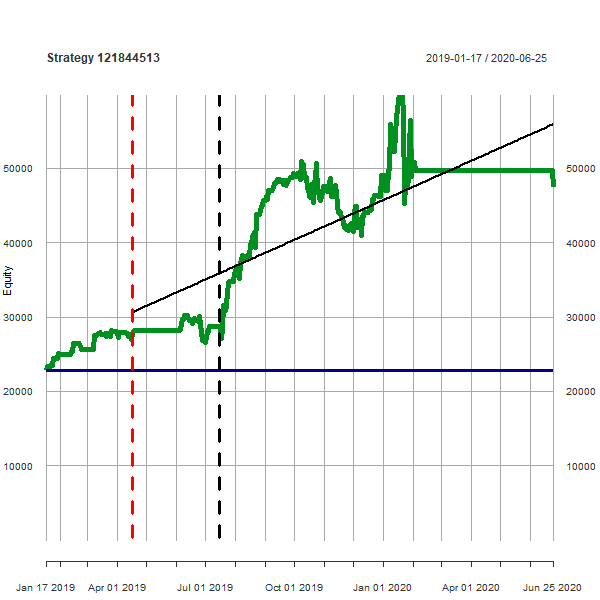 Strategy 121844513
2019-01-17 / 2020-06-25
50000
50000
40000
40000
Equity
30000
30000
20000
20000
10000
10000
Jan 17 2019
Apr 01 2019
Jul 01 2019
Oct 01 2019
Jan 01 2020
Apr 01 2020
Jun 25 2020